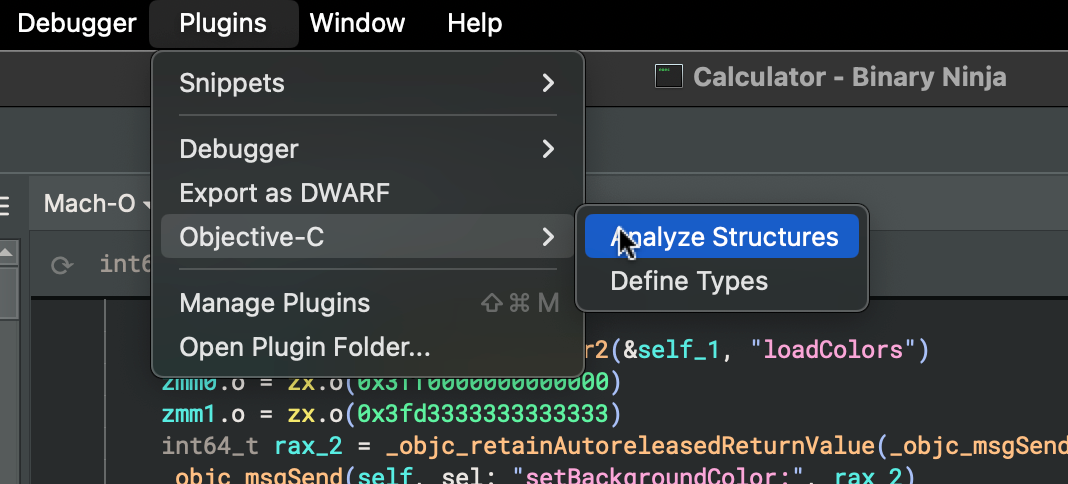 Debugger Plugins Window Help
Calculator - Binary Ninja
Snippets
Debugger
Export as DWARF
Mach-O
Objective-C
Analyze Structures
int6
Define Types
Manage Plugins ⇧⌘M
Open Plugin Folder...
r2(&self_1, "loadColors")
zmm0.o = zx.o(0x3ff0000000000000)
zmm1.o = zx.o(0x3fd3333333333333)
int64_t rax_2 = _objc_retainAutoreleasedReturnValue(_objc_msgSend
_objc_msgSend(self, sel: "setBackgroundColor:", rax_2)